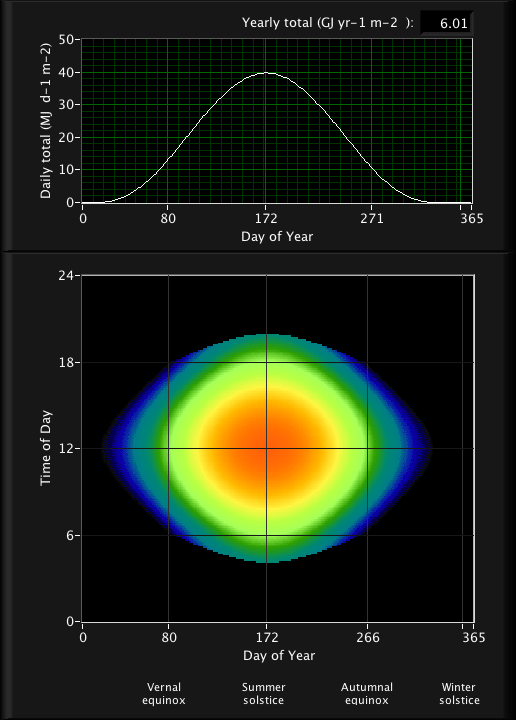 Yearly total (GJ yr-1 m-2 ): 6.01
50
40
30
20
10
0
Daily total (MJ d-1 m-2)
0 80 172 271 365
Day of Year
24
18
12
6
0
Time of Day
0 80 172 266 365
Day of Year
Vernal Summer Autumnal Winter
equinox solstice equinox solstice